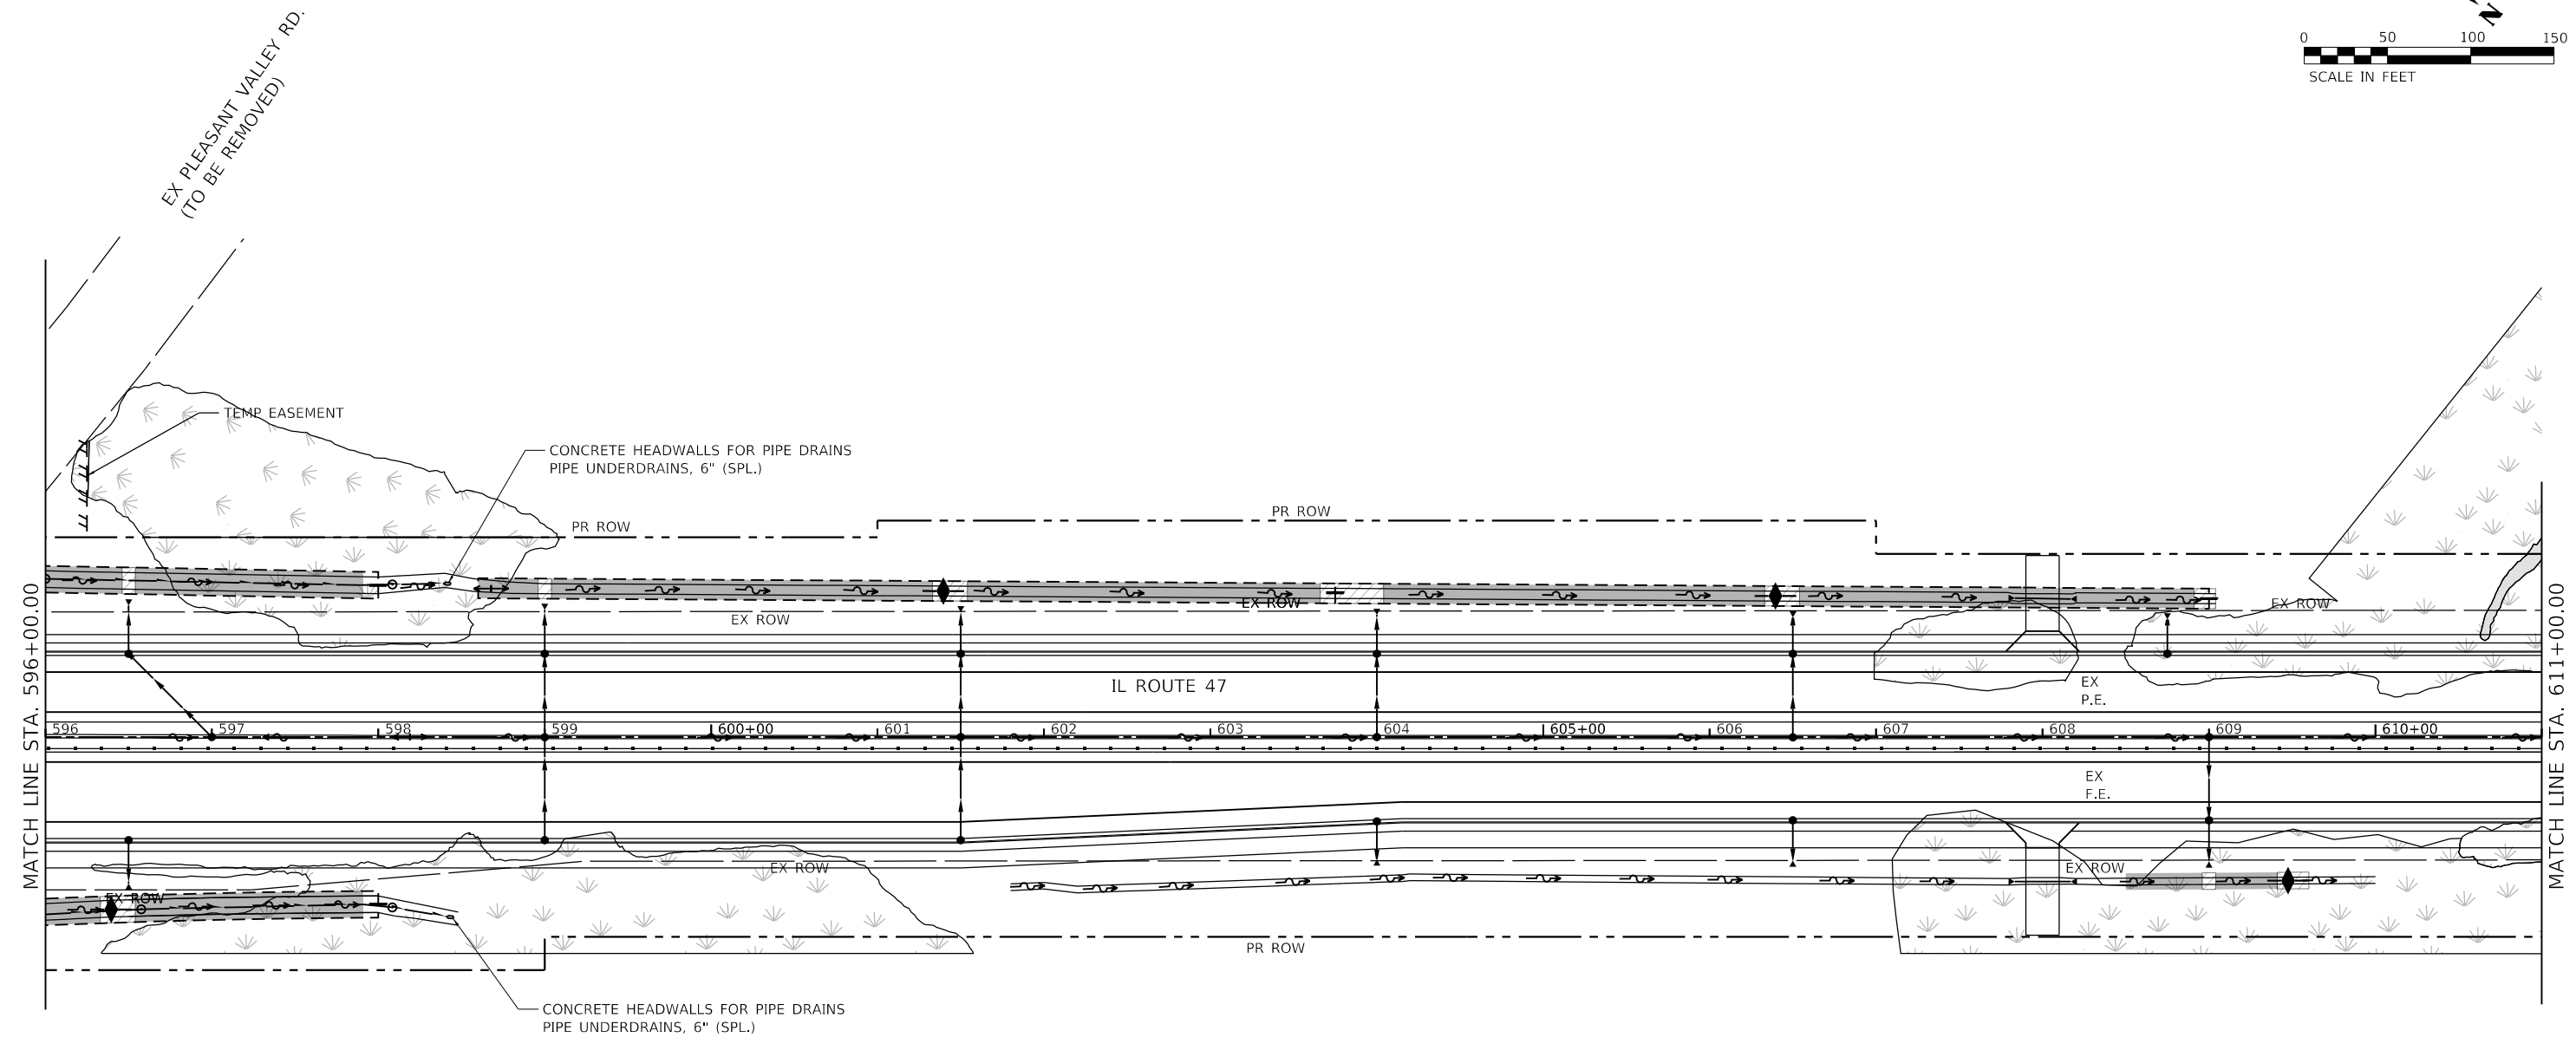 N
0 50 100 150
SCALE IN FEET
EX PLEASANT VALLEY RD.
(TO BE REMOVED)
TEMP EASEMENT
CONCRETE HEADWALLS FOR PIPE DRAINS
PIPE UNDERDRAINS, 6" (SPL.)
PR ROW
PR ROW
EX ROW
EX ROW
EX ROW
IL ROUTE 47
EX
P.E.
596 597 598 599 600+00 601 602 603 604 605+00 606 607 608 609 610+00
EX
F.E.
EX ROW
EX ROW
EX ROW
PR ROW
CONCRETE HEADWALLS FOR PIPE DRAINS
PIPE UNDERDRAINS, 6" (SPL.)
MATCH LINE STA. 596+00.00
MATCH LINE STA. 611+00.00